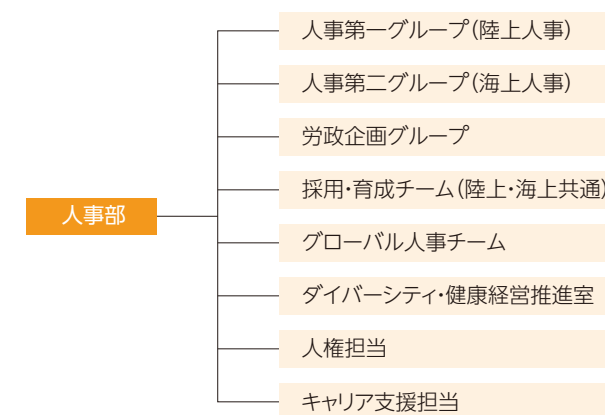 人事部
人事第一グループ(陸上人事)
人事第二グループ(海上人事)
労政企画グループ
採用・育成チーム(陸上・海上共通)
グローバル人事チーム
ダイバーシティ・健康経営推進室
人権担当
キャリア支援担当